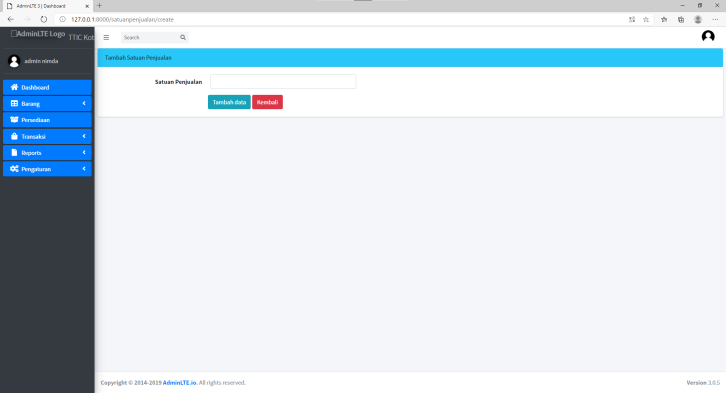 AdminLTE 3 | Dashboard
127.0.0.1:8000/satuanpenjualan/create
AdminLTE Logo TTIC Kot
Search
admin nimda
Tambah Satuan Penjualan
Satuan Penjualan
Tambah data Kembali
Dashboard
Barang
Persediaan
Transaksi
Reports
Pengaturan
Copyright © 2014-2019 AdminLTE.io. All rights reserved.
Version 3.0.5